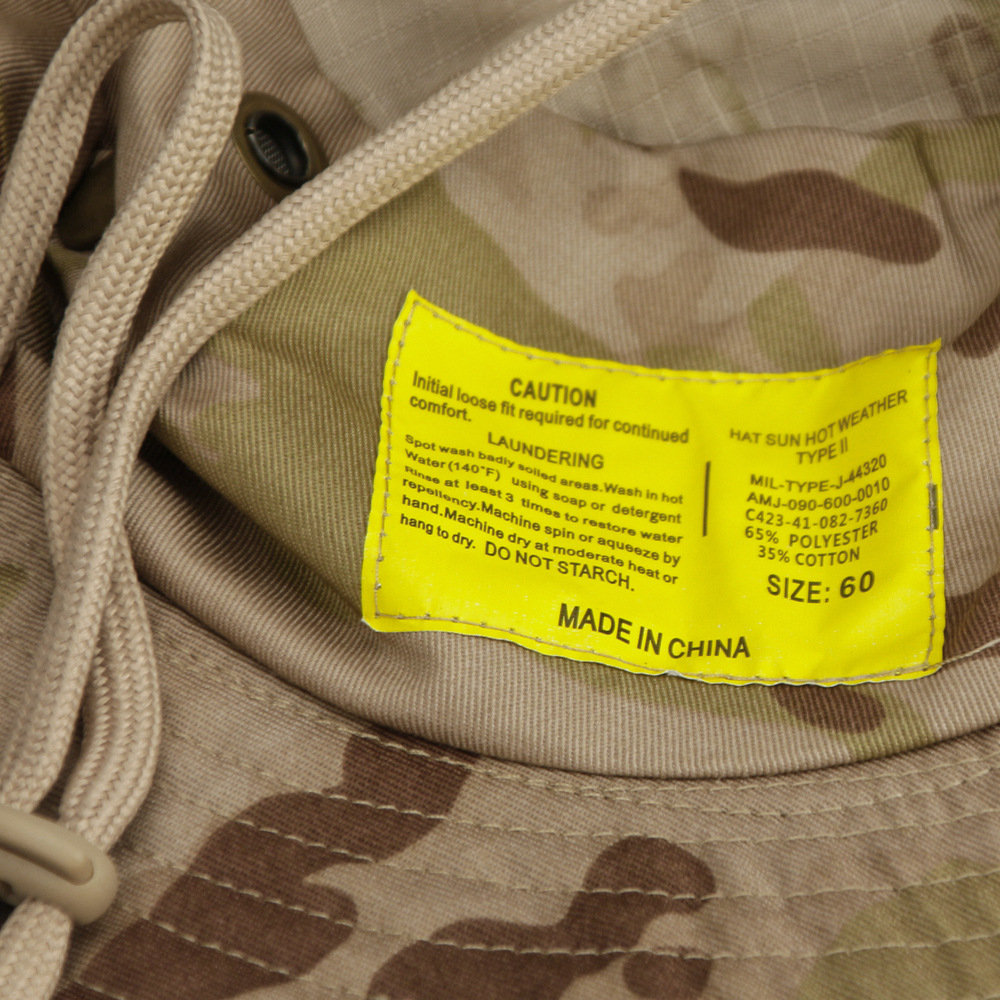 CAUTION
Initial loose fit required for continued
comfort.
LAUNDERING
Spot wash badly soiled areas.Wash in hot
Water(140°F) using soap or detergent
Rinse at least 3 times to restore water
repellency.Machine spin or aqueeze by
hand.Machine dry at moderate heat or
hang to dry. DO NOT STARCH.
HAT SUN HOT WEATHER
TYPE II
MIL-TYPE-J-44320
AMJ-090-600-0010
C423-41-082-7360
65% POLYESTER
35% COTTON
SIZE: 60
MADE IN CHINA